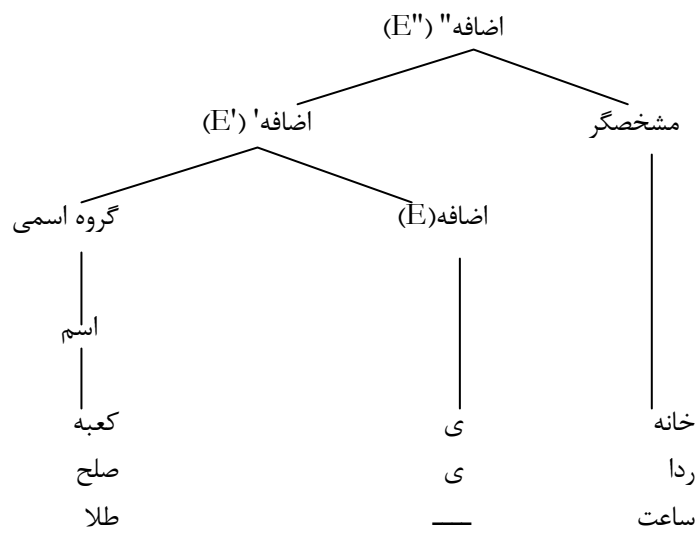 اضافه" (E")
مشخصگر اضافه' (E')
اضافه(E) گروه اسمی
اسم
خانه ی کعبه
ردا ی صلح
ساعت ــــ طلا